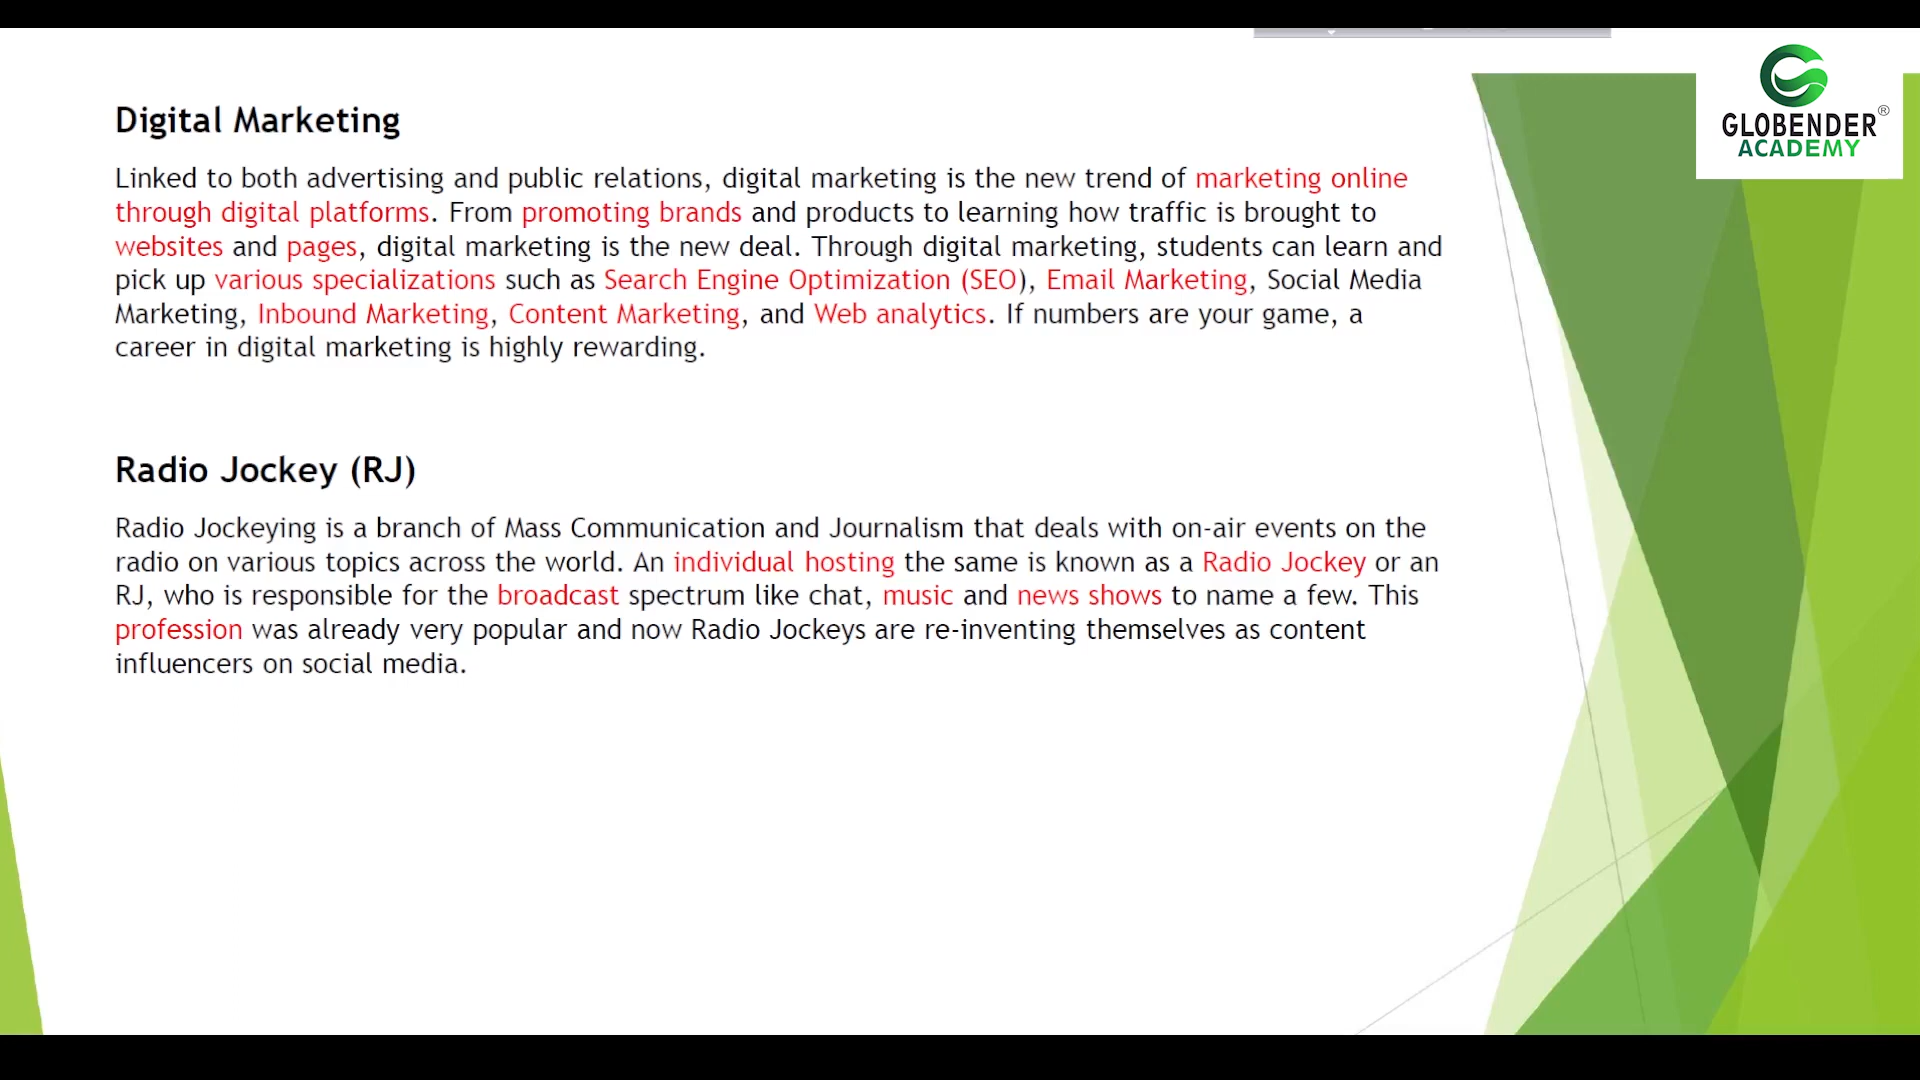 Digital Marketing
Linked to both advertising and public relations, digital marketing is the new trend of marketing online
through digital platforms. From promoting brands and products to learning how traffic is brought to
websites and pages, digital marketing is the new deal. Through digital marketing, students can learn and
pick up various specializations such as Search Engine Optimization (SEO), Email Marketing, Social Media
Marketing, Inbound Marketing, Content Marketing, and Web analytics. If numbers are your game, a
career in digital marketing is highly rewarding.
Radio Jockey (RJ)
Radio Jockeying is a branch of Mass Communication and Journalism that deals with on-air events on the
radio on various topics across the world. An individual hosting the same is known as a Radio Jockey or an
RJ, who is responsible for the broadcast spectrum like chat, music and news shows to name a few. This
profession was already very popular and now Radio Jockeys are re-inventing themselves as content
influencers on social media.
GLOBENDER®
ACADEMY